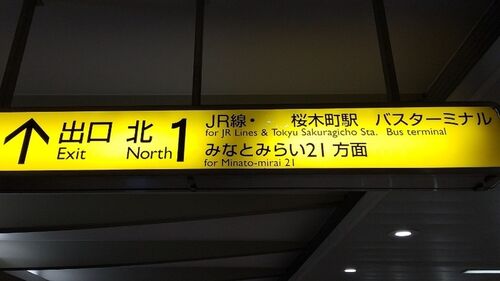 出口 北 1
Exit North
JR線・ 桜木町駅 バスターミナル
for JR Lines & Tokyu Sakuragicho Sta. Bus terminal
みなとみらい21 方面
for Minato-mirai 21